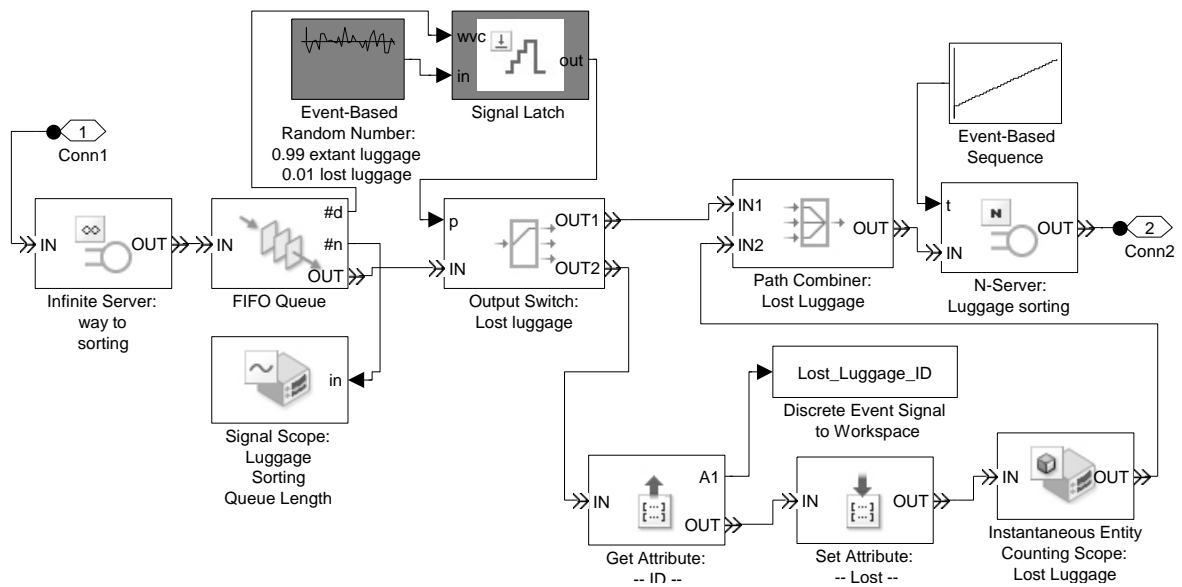 wvc
in
out
Signal Latch
Event-Based
Random Number:
0.99 extant luggage
0.01 lost luggage
Event-Based
Sequence
1
Conn1
IN
∞
OUT
Infinite Server:
way to
sorting
IN
#d
#n
OUT
FIFO Queue
p
IN
OUT1
OUT2
Output Switch:
Lost luggage
IN1
IN2
OUT
Path Combiner:
Lost Luggage
t
N
IN
OUT
N-Server:
Luggage sorting
2
Conn2
in
Signal Scope:
Luggage
Sorting
Queue Length
Lost_Luggage_ID
Discrete Event Signal
to Workspace
IN
A1
OUT
[···]
Get Attribute:
-- ID --
IN
OUT
[···]
Set Attribute:
-- Lost --
IN
OUT
Instantaneous Entity
Counting Scope:
Lost Luggage